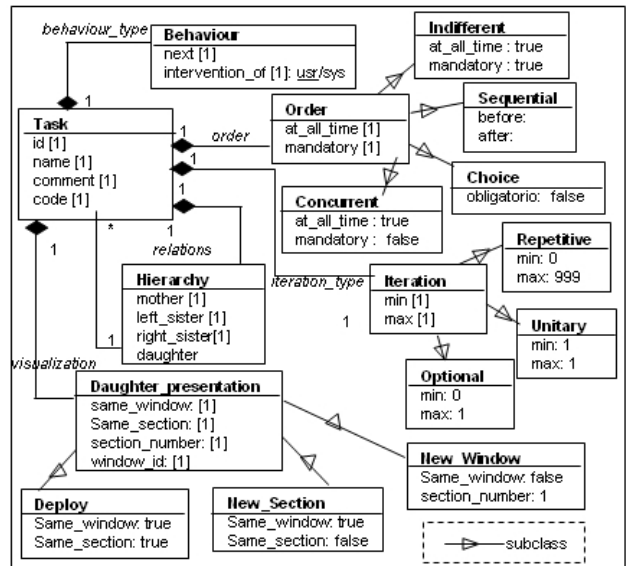 behaviour_type
Behaviour
next [1]
intervention_of [1]: usr/sys
1
1
Task
id [1]
name [1]
comment [1]
code [1]
1
order
1
1
1
1
*
Order
at_all_time [1]
mandatory [1]
Indifferent
at_all_time : true
mandatory : true
Sequential
before:
after:
Choice
obligatorio: false
Concurrent
at_all_time : true
mandatory : false
relations
Hierarchy
mother [1]
left_sister [1]
right_sister[1]
daughter
1
iteration_type
1
Iteration
min [1]
max [1]
Repetitive
min: 0
max: 999
Unitary
min: 1
max: 1
Optional
min: 0
max: 1
visualization
Daughter_presentation
same_window: [1]
Same_section: [1]
section_number: [1]
window_id: [1]
Deploy
Same_window: true
Same_section: true
New_Section
Same_window: true
Same_section: false
New_Window
Same_window: false
section_number: 1
subclass